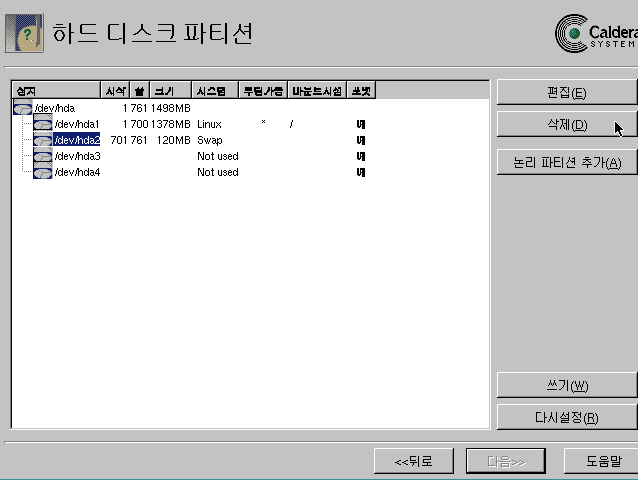 하드 디스크 파티션
Caldera
SYSTEM
장치 시작 끝 크기 시스템 부팅가능 마운트시점 포맷
/dev/hda 1 761 1498MB
/dev/hda1 1 700 1378MB Linux * / 예
/dev/hda2 701 761 120MB Swap 예
/dev/hda3 Not used 예
/dev/hda4 Not used 예
편집(E)
삭제(D)
논리 파티션 추가(A)
쓰기(W)
다시설정(R)
<<뒤로
다음>>
도움말